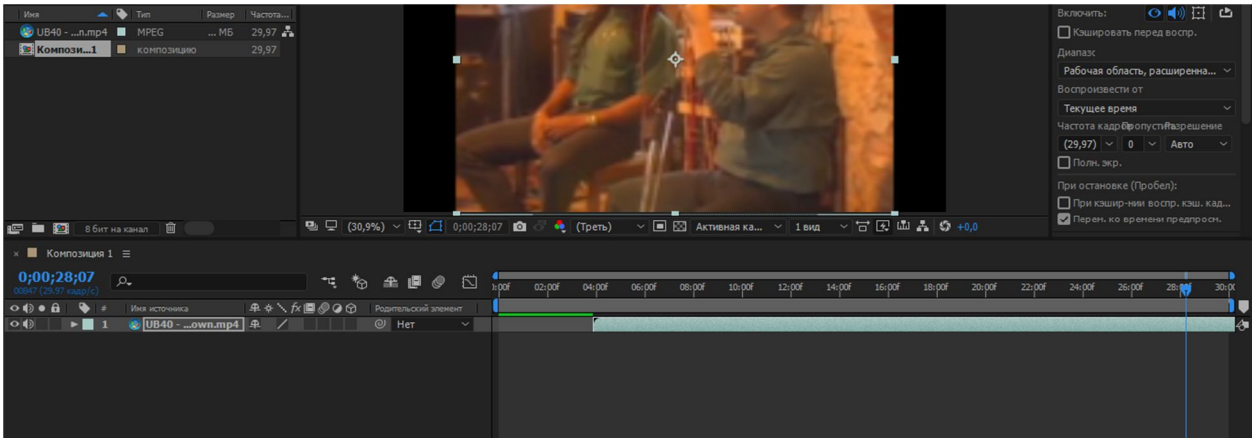 Имя Тип Размер Частота...
UB40 - ...n.mp4 MPEG ... МБ 29,97
Компози...1 композицию 29,97
8 бит на канал
(30,9%) 0;00;28;07 (Треть) Активная ка... 1 вид +0,0
Включить:
Кэшировать перед воспр.
Диапазс
Рабочая область, расширенна...
Воспроизвести от
Текущее время
Частота кадров Пропустить Разрешение
(29,97) 0 Авто
Полн. экр.
При остановке (Пробел):
При кэшир-нии воспр. кэш. кад...
Перен. ко времени предпросм.
Композиция 1
0;00;28;07
00847 (29.97 кадр/с)
# Имя источника fx Родительский элемент
1 UB40 - ...own.mp4 Нет
):00f 02:00f 04:00f 06:00f 08:00f 10:00f 12:00f 14:00f 16:00f 18:00f 20:00f 22:00f 24:00f 26:00f 28:00f 30:0(